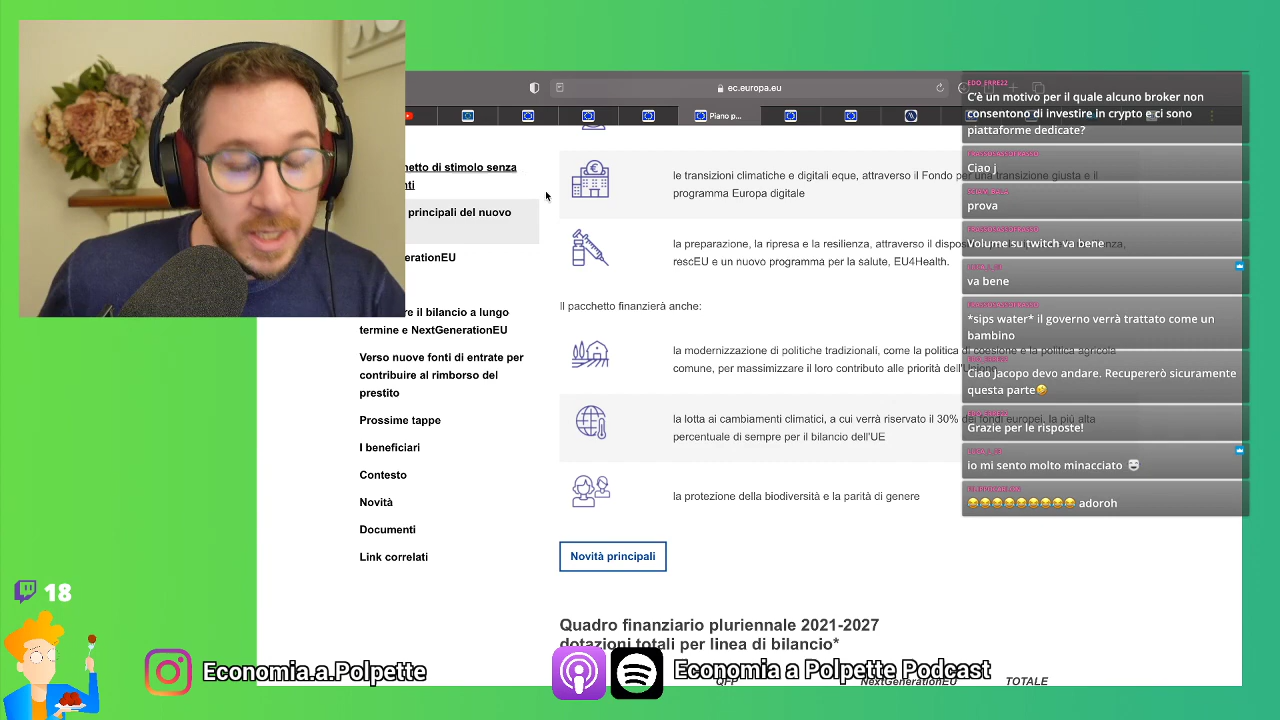 ec.europa.eu
Piano p...
hetto di stimolo senza
nti
principali del nuovo
erationEU
re il bilancio a lungo
termine e NextGenerationEU
Verso nuove fonti di entrate per
contribuire al rimborso del
prestito
Prossime tappe
I beneficiari
Contesto
Novità
Documenti
Link correlati
le transizioni climatiche e digitali eque, attraverso il Fondo per una transizione giusta e il
programma Europa digitale
la preparazione, la ripresa e la resilienza, attraverso il dispos
rescEU e un nuovo programma per la salute, EU4Health.
Il pacchetto finanzierà anche:
la modernizzazione di politiche tradizionali, come la politica di coesione e la politica agricola
comune, per massimizzare il loro contributo alle priorità dell'Unione
la lotta ai cambiamenti climatici, a cui verrà riservato il 30% dei fondi europei, la più alta
percentuale di sempre per il bilancio dell'UE
la protezione della biodiversità e la parità di genere
Novità principali
Quadro finanziario pluriennale 2021-2027
dotazioni totali per linea di bilancio*
QFP
NextGenerationEU
TOTALE
EDO_ERRE22
C'è un motivo per il quale alcuno broker non
consentono di investire in crypto e ci sono
piattaforme dedicate?
Ciao j
prova
Volume su twitch va bene
va bene
*sips water* il governo verrà trattato come un
bambino
EDO_ERRE22
Ciao Jacopo devo andare. Recupererò sicuramente
questa parte🤣
EDO_ERRE22
Grazie per le risposte!
io mi sento molto minacciato
😂😂😂😂😂😂😂😂😂 adoroh
18
Economia.a.Polpette
Economia a Polpette Podcast